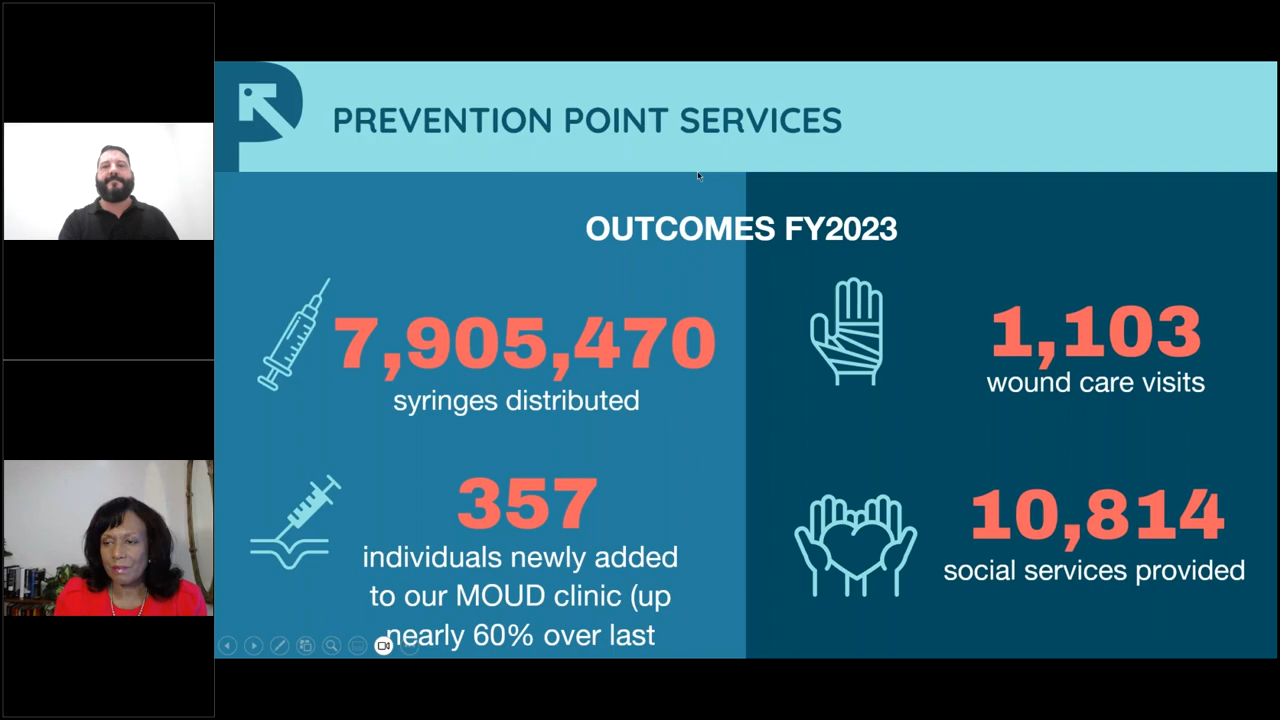 PREVENTION POINT SERVICES
OUTCOMES FY2023
7,905,470
syringes distributed
357
individuals newly added
to our MOUD clinic (up
nearly 60% over last
1,103
wound care visits
10,814
social services provided